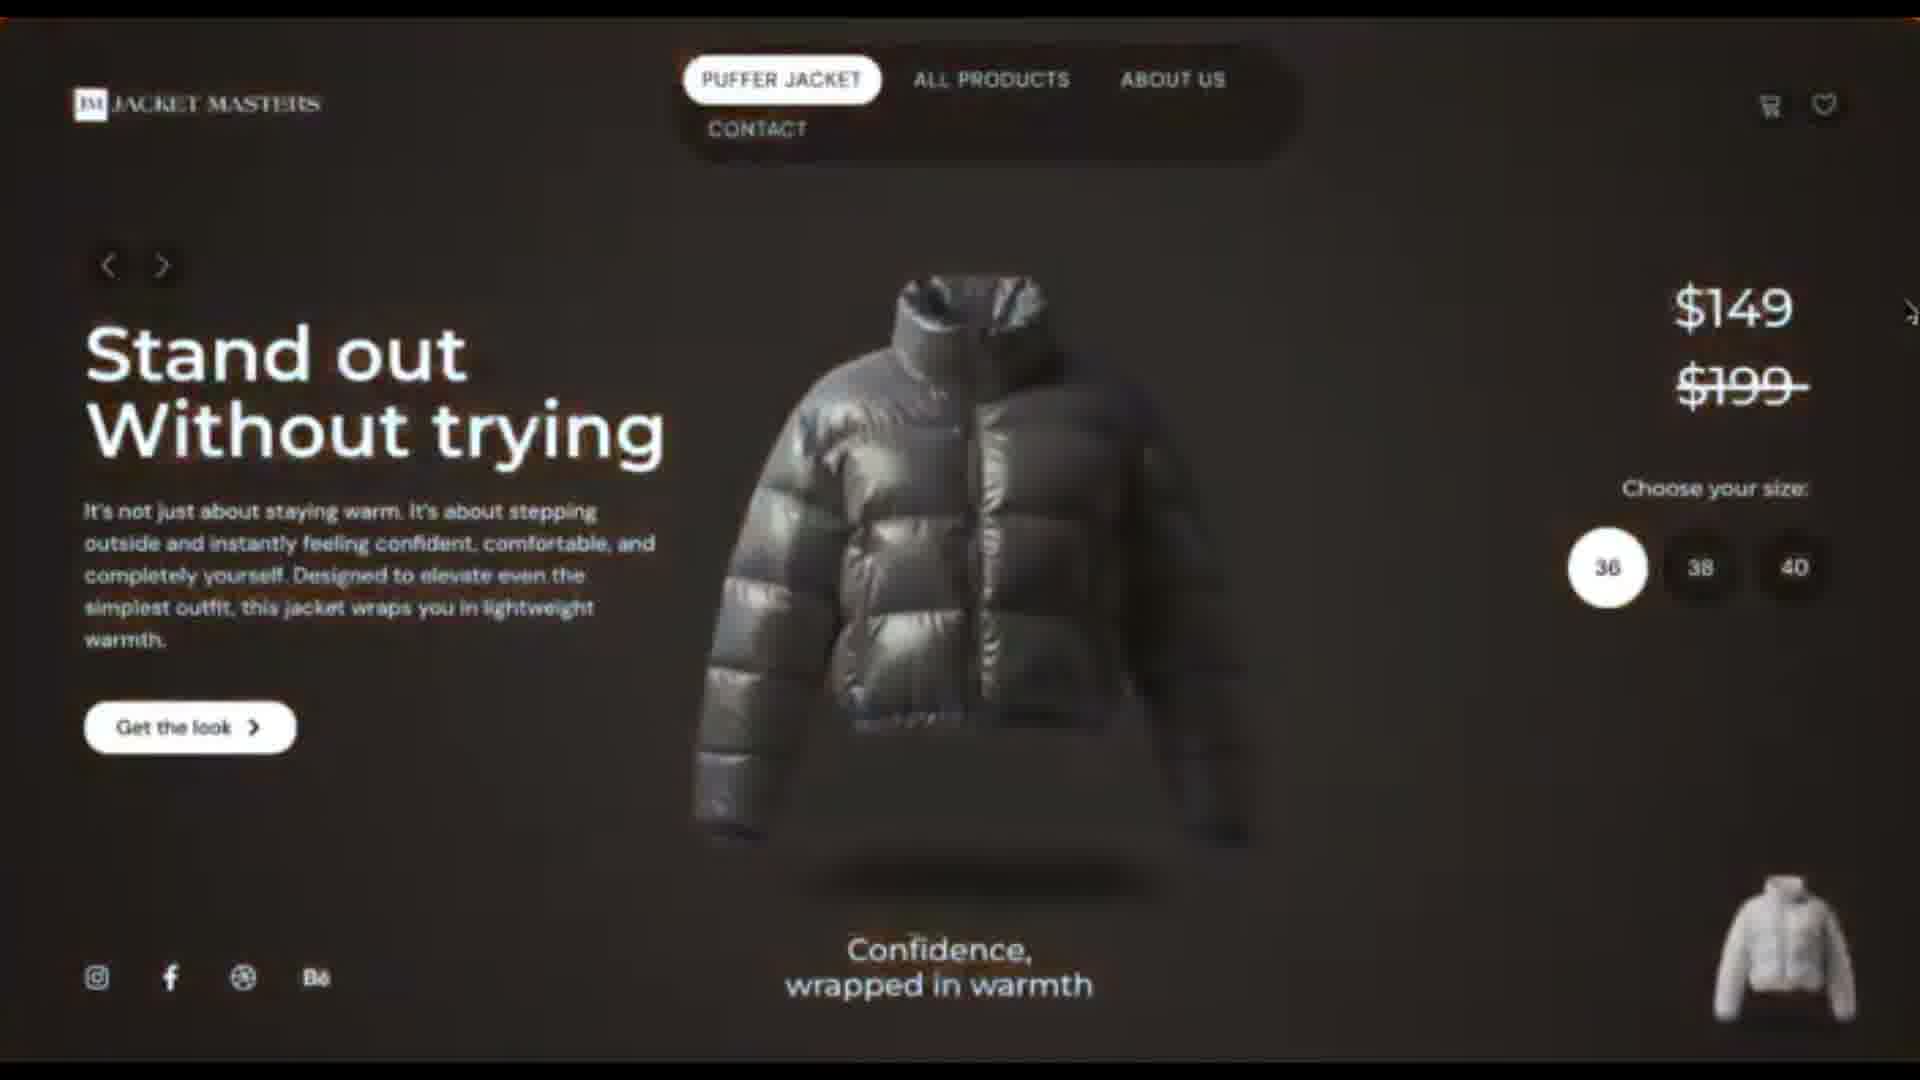 JM JACKET MASTERS
PUFFER JACKET ALL PRODUCTS ABOUT US
CONTACT
Stand out
Without trying
It's not just about staying warm. It's about stepping
outside and instantly feeling confident, comfortable, and
completely yourself. Designed to elevate even the
simplest outfit, this jacket wraps you in lightweight
warmth.
Get the look
$149
$199
Choose your size:
36 38 40
Confidence,
wrapped in warmth
Bē